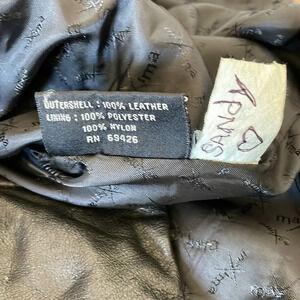 OUTERSHELL : 100% LEATHER
LINING : 100% POLYESTER
100% NYLON
RN 69426
SANDY